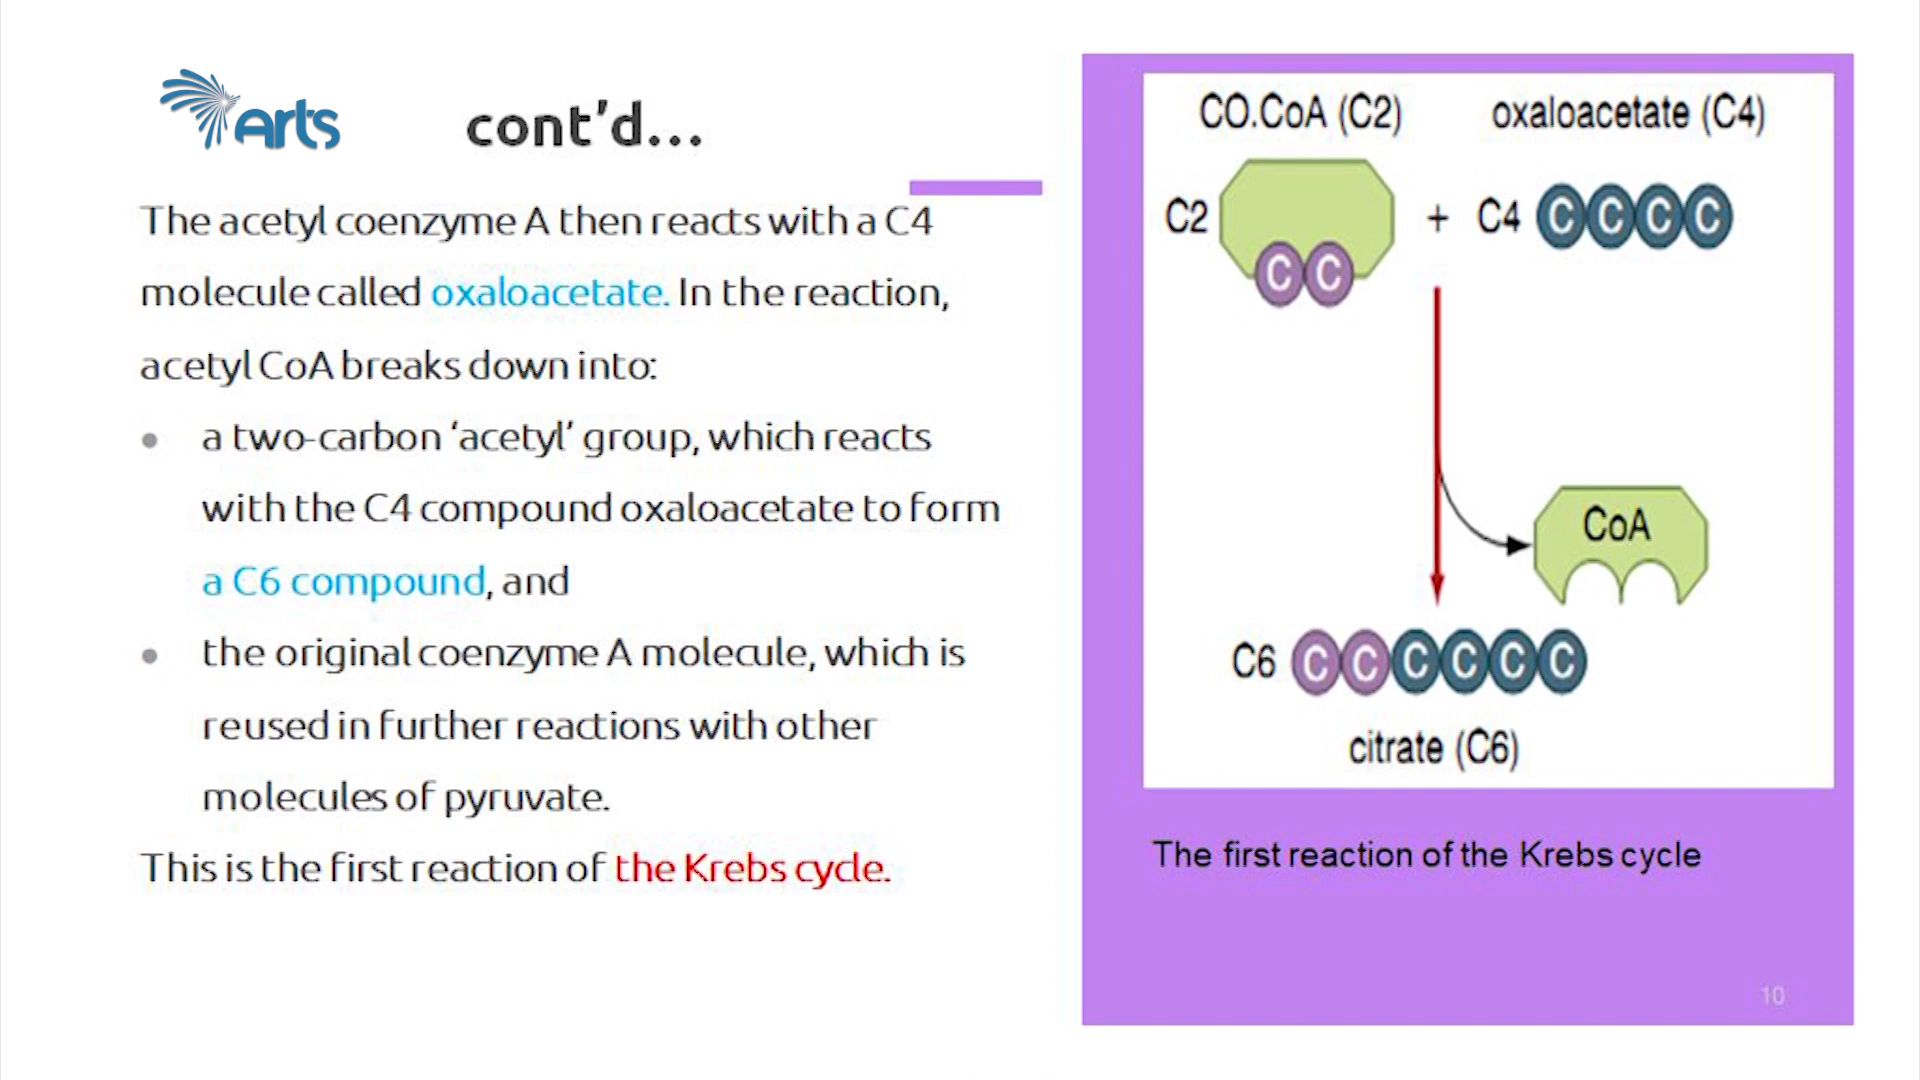 Arts
cont'd...
The acetyl coenzyme A then reacts with a C4
molecule called oxaloacetate. In the reaction,
acetyl CoA breaks down into:
• a two-carbon 'acetyl' group, which reacts
with the C4 compound oxaloacetate to form
a C6 compound, and
• the original coenzyme A molecule, which is
reused in further reactions with other
molecules of pyruvate.
This is the first reaction of the Krebs cycle.
CO.CoA (C2) oxaloacetate (C4)
C2 + C4 C C C C
C C
CoA
C6 C C C C C C
citrate (C6)
The first reaction of the Krebs cycle
10